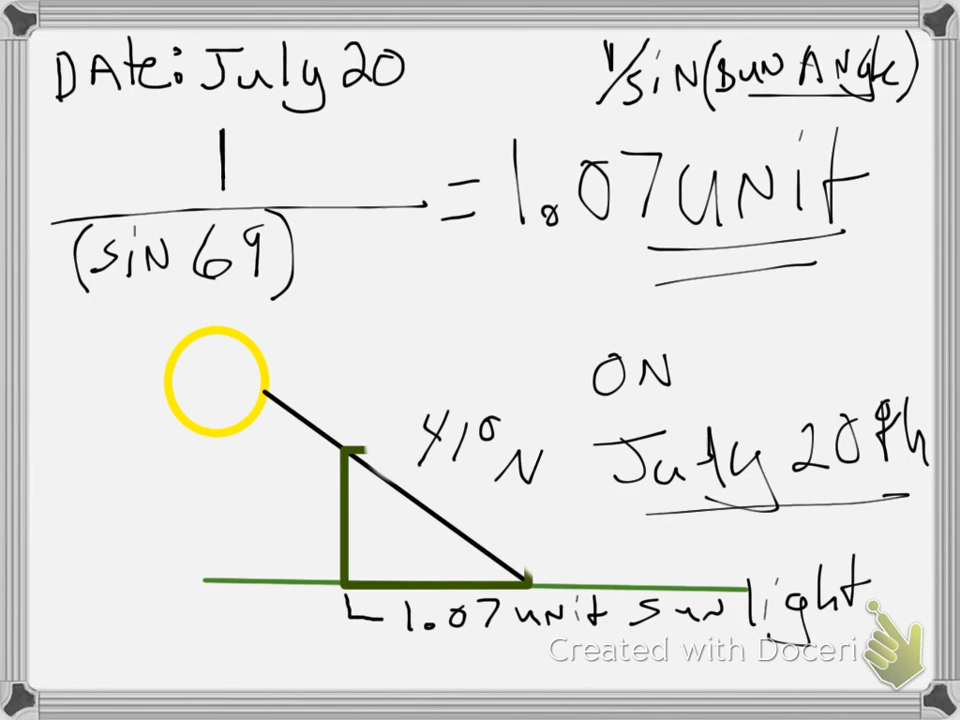 DAte: July 20
1/siN(Sun ANgle)
1
(siN 69)
= 1.07 uNit
ON
July 20th
41° N
1.07 uNit suNlight
Created with Doceri